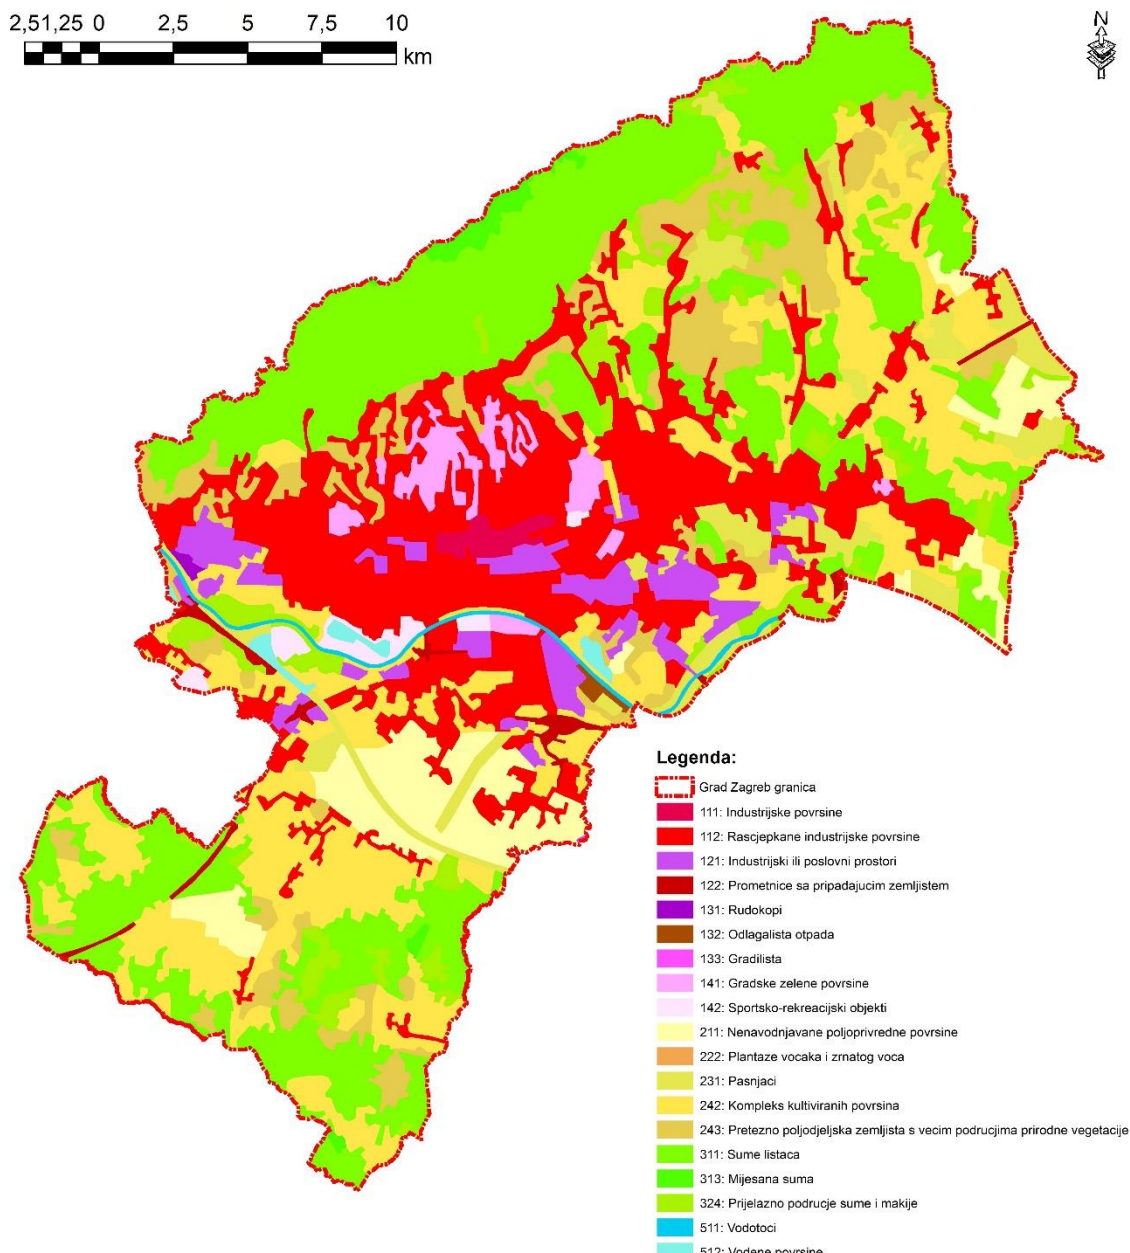 2,51,25 0 2,5 5 7,5 10
km
N
Legenda:
Grad Zagreb granica
111: Industrijske povrsine
112: Rascjepkane industrijske povrsine
121: Industrijski ili poslovni prostori
122: Prometnice sa pripadajucim zemljistem
131: Rudokopi
132: Odlagalista otpada
133: Gradilista
141: Gradske zelene povrsine
142: Sportsko-rekreacijski objekti
211: Nenavodnjavane poljoprivredne povrsine
222: Plantaze vocaka i zrnatog voca
231: Pasnjaci
242: Kompleks kultiviranih povrsina
243: Pretezno poljodjeljska zemljista s vecim podrucjima prirodne vegetacije
311: Sume listaca
313: Mijesana suma
324: Prijelazno podrucje sume i makije
511: Vodotoci
512: Vodene povrsine